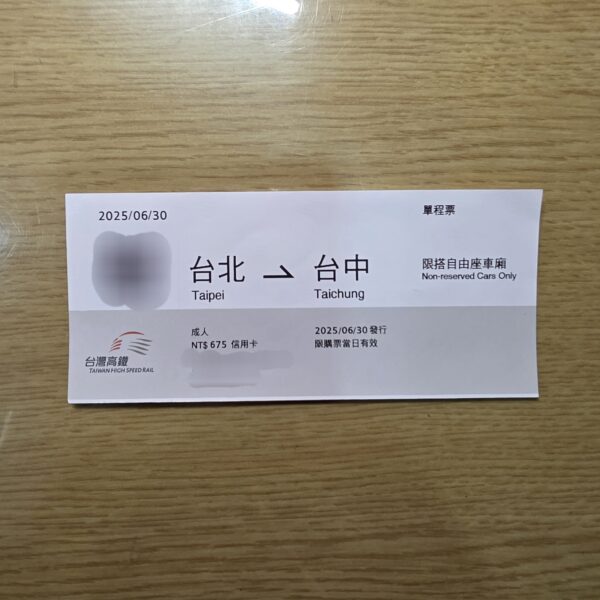 2025/06/30
單程票
台北 → 台中
Taipei Taichung
限搭自由座車廂
Non-reserved Cars Only
成人
NT$ 675 信用卡
2025/06/30 發行
限購票當日有效
台灣高鐵
TAIWAN HIGH SPEED RAIL